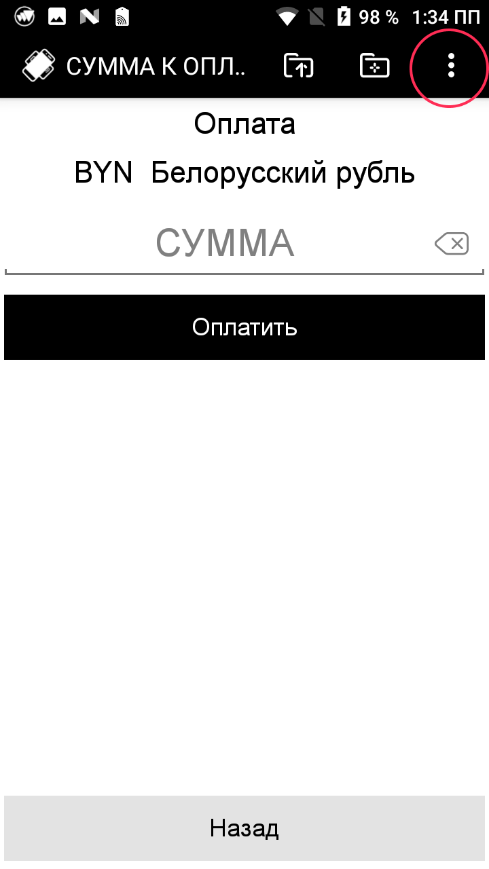 98 % 1:34 ПП
СУММА К ОПЛ..
Оплата
BYN Белорусский рубль
СУММА
Оплатить
Назад